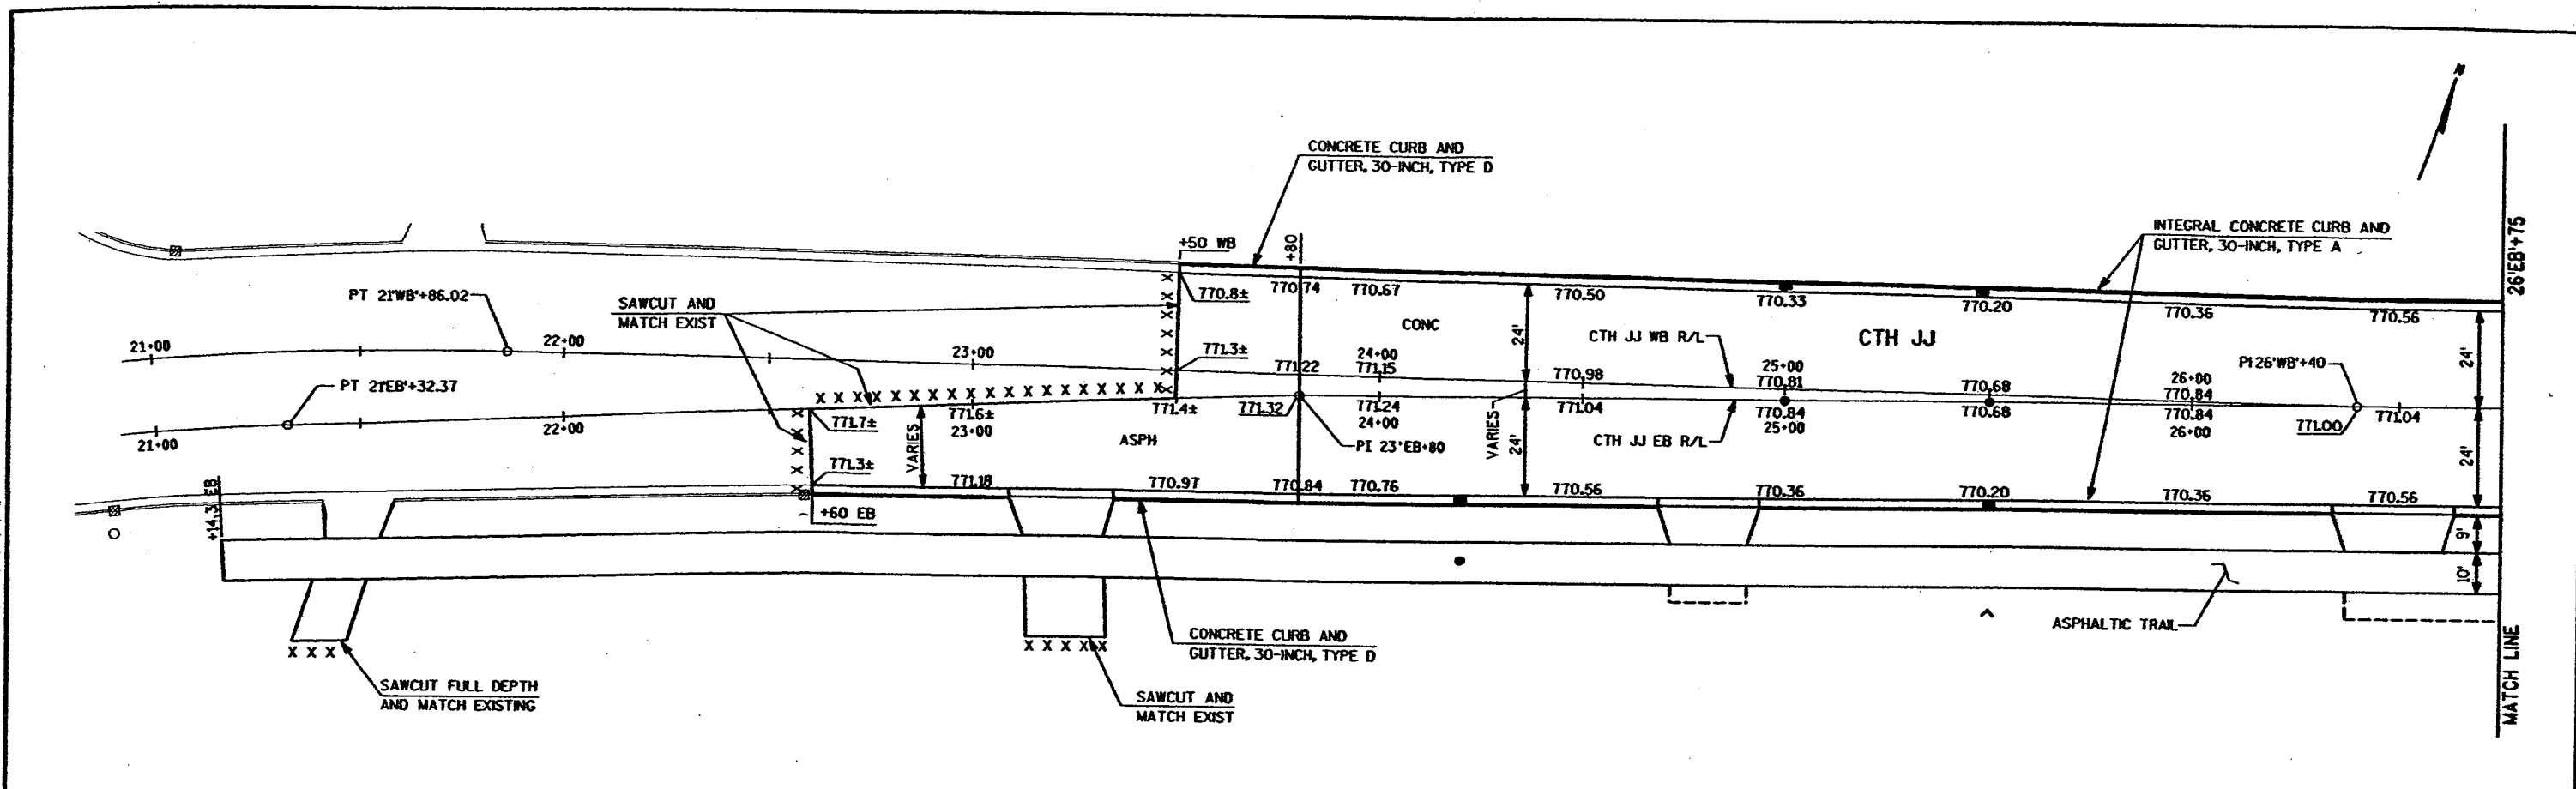 N
CONCRETE CURB AND
GUTTER, 30-INCH, TYPE D
INTEGRAL CONCRETE CURB AND
GUTTER, 30-INCH, TYPE A
26'EB'+75
+50 WB
+80
PT 21'WB'+86.02
SAWCUT AND
MATCH EXIST
770.8±
770.74
770.67
770.50
770.33
770.20
770.36
770.56
CONC
24'
CTH JJ WB R/L
CTH JJ
24'
21+00
22+00
23+00
771.3±
771.22
24+00
771.15
770.98
25+00
770.81
770.68
26+00
770.84
PI 26'WB'+40
PT 21'EB'+32.37
21+00
22+00
771.7±
771.6±
23+00
771.4±
771.32
771.24
24+00
771.04
770.84
25+00
770.68
770.84
26+00
771.00
771.04
VARIES
ASPH
PI 23'EB+80
VARIES
24'
CTH JJ EB R/L
24'
771.3±
771.18
770.97
770.84
770.76
770.56
770.36
770.20
770.36
770.56
+14.3 EB
+60 EB
9'
10'
ASPHALTIC TRAIL
CONCRETE CURB AND
GUTTER, 30-INCH, TYPE D
X X X
X X X X X
SAWCUT FULL DEPTH
AND MATCH EXISTING
SAWCUT AND
MATCH EXIST
MATCH LINE